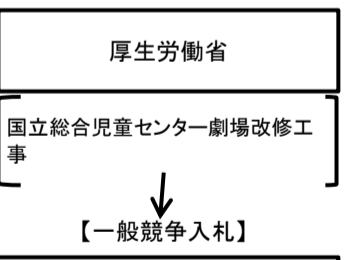 厚生労働省
国立総合児童センター劇場改修工
事
【一般競争入札】